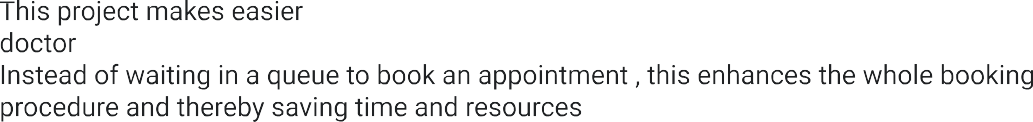 This project makes easier
doctor
Instead of waiting in a queue to book an appointment , this enhances the whole booking
procedure and thereby saving time and resources